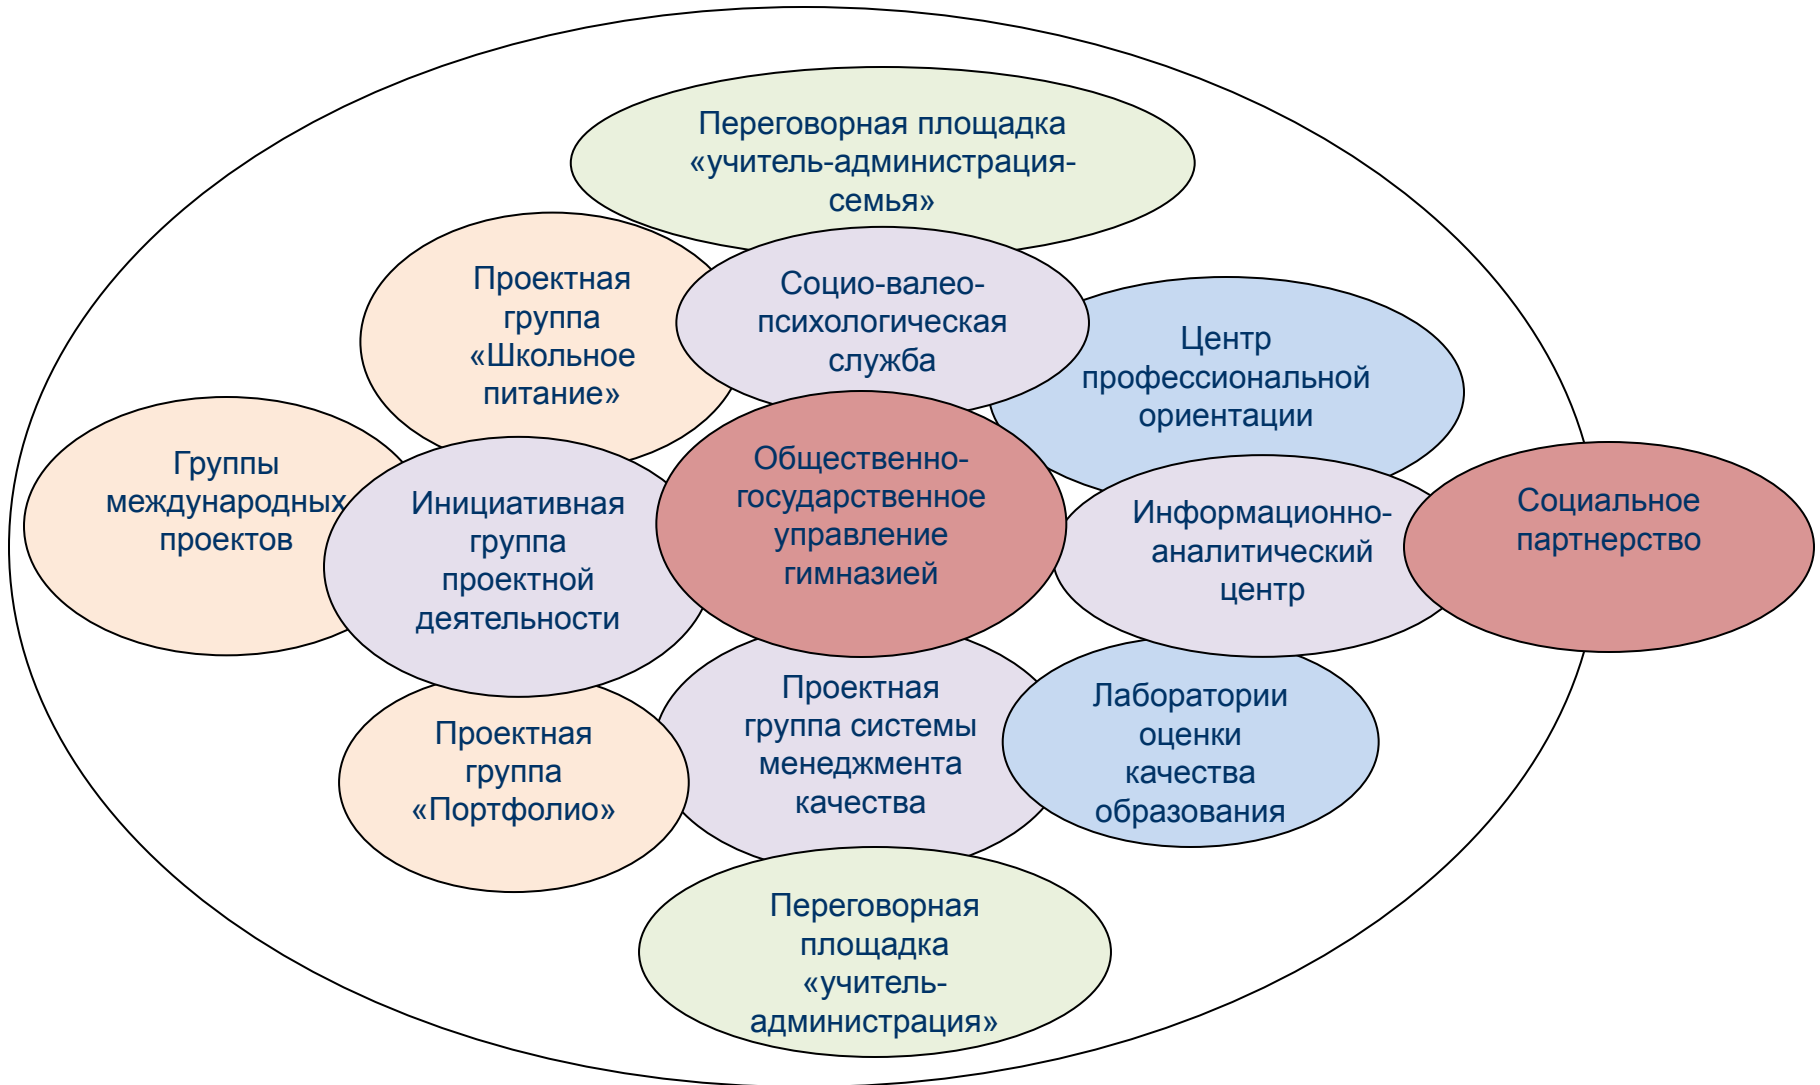 Переговорная площадка
«учитель-администрация-
семья»
Проектная
группа
«Школьное
питание»
Социо-валео-
психологическая
служба
Центр
профессиональной
ориентации
Группы
международных
проектов
Инициативная
группа
проектной
деятельности
Общественно-
государственное
управление
гимназией
Информационно-
аналитический
центр
Социальное
партнерство
Проектная
группа
«Портфолио»
Проектная
группа системы
менеджмента
качества
Лаборатории
оценки
качества
образования
Переговорная
площадка
«учитель-
администрация»